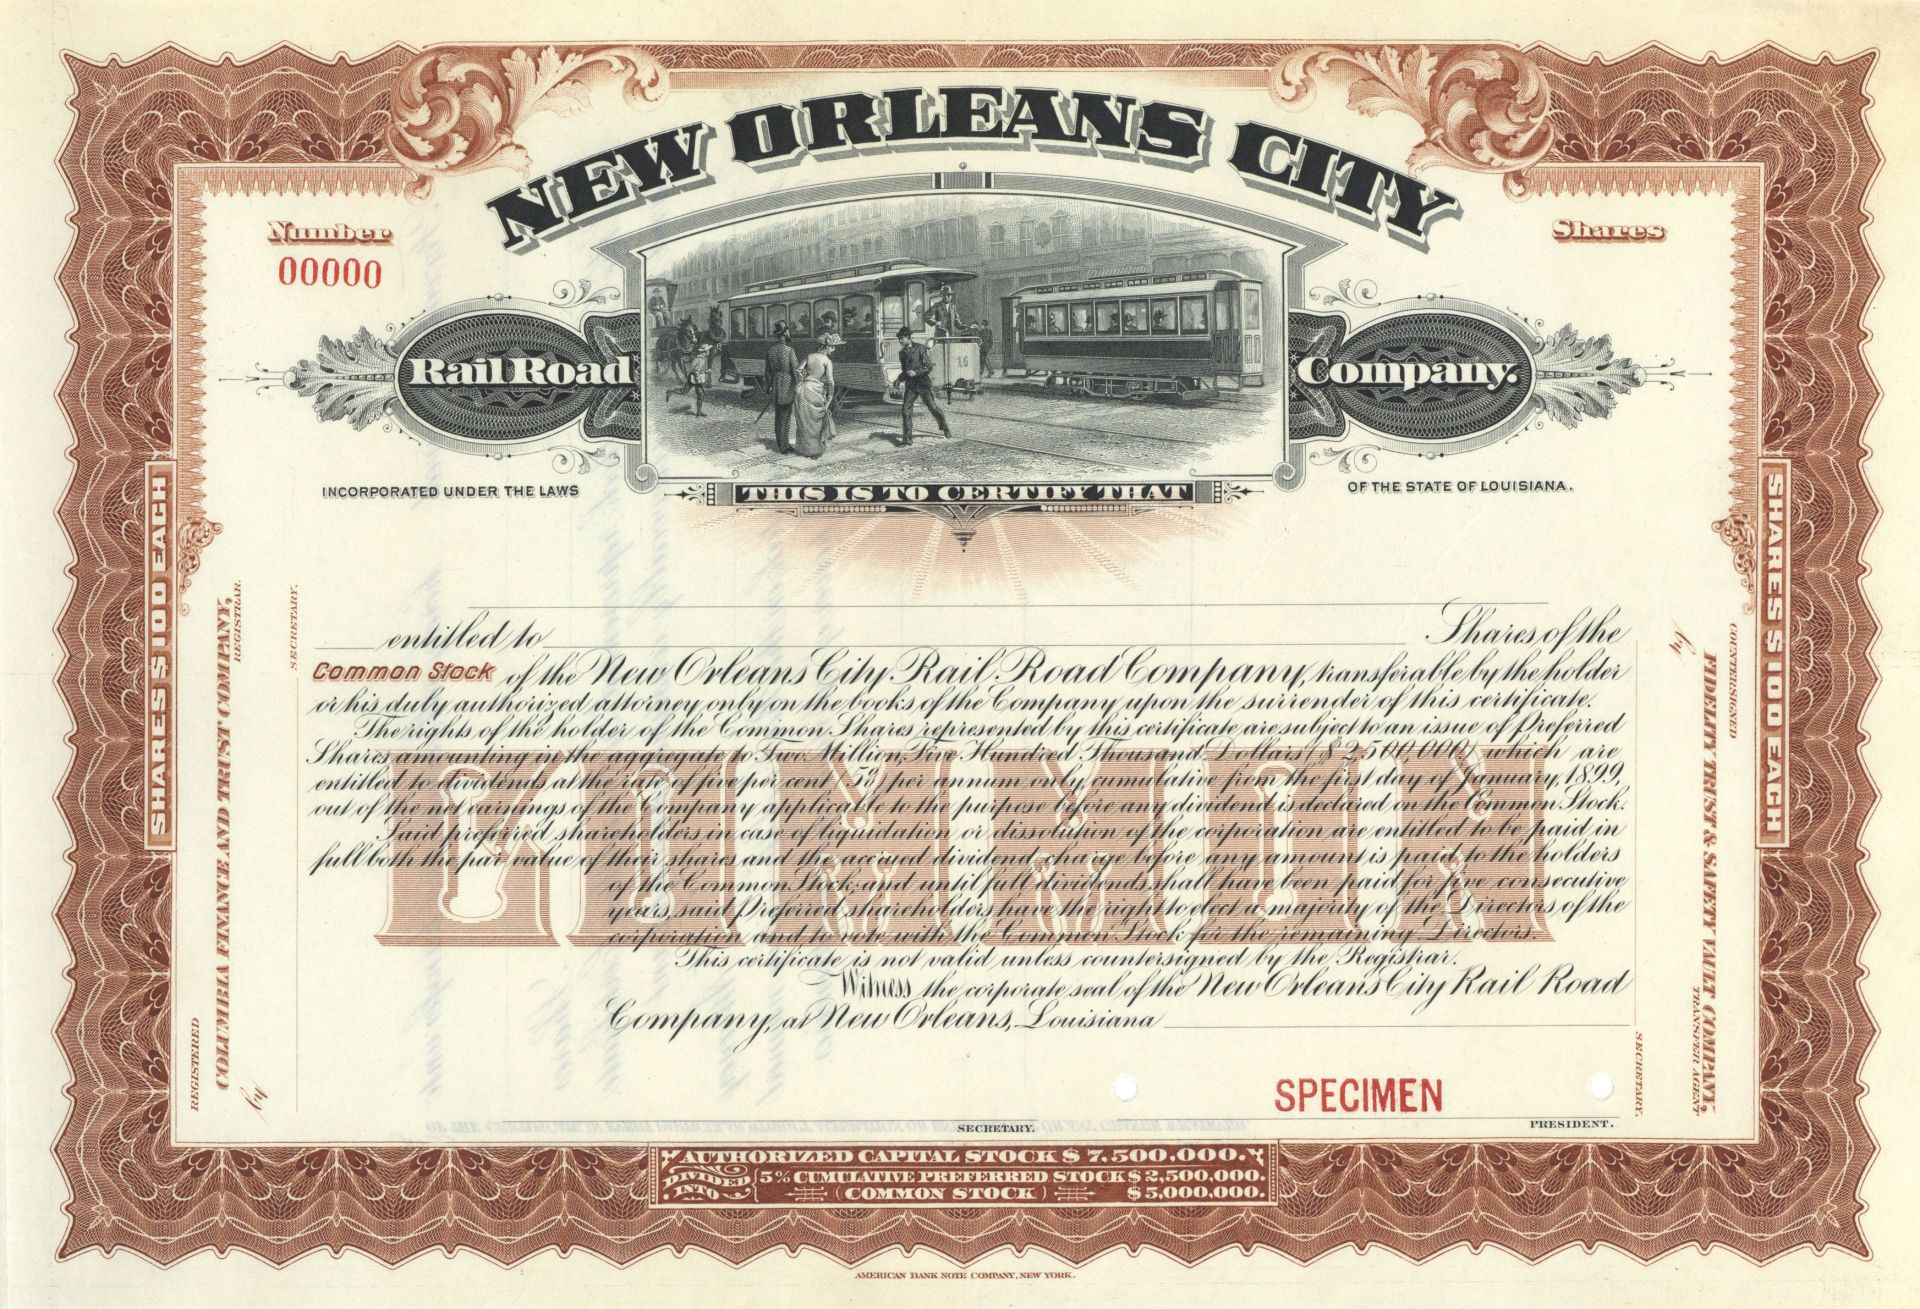 NEW ORLEANS CITY
Number
00000
Shares
Rail Road
Company.
16
INCORPORATED UNDER THE LAWS
OF THE STATE OF LOUISIANA.
THIS IS TO CERTIFY THAT
entitled to Shares of the
Common Stock of the New Orleans City Rail Road Company, transferable by the holder
or his duly authorized attorney only on the books of the Company upon the surrender of this certificate.
The rights of the holder of the Common Shares represented by this certificate are subject to an issue of Preferred
Shares amounting in the aggregate to Two Million, Five Hundred Thousand Dollars ($2,500,000) which are
entitled to dividends at the rate of five per cent 5% per annum only, cumulative from the first day of January, 1899,
out of the net earnings of the Company applicable to the purpose before any dividend is declared on the Common Stock.
Said preferred shareholders in case of liquidation or dissolution of the corporation are entitled to be paid in
full both the par value of their shares and the accrued dividend charge before any amount is paid to the holders
of the Common Stock, and until full dividends shall have been paid for five consecutive
years, said Preferred shareholders have the right to elect a majority of the Directors of the
corporation and to vote with the Common Stock for the remaining Directors.
This certificate is not valid unless countersigned by the Registrar.
Witness the corporate seal of the New Orleans City Rail Road
Company, at New Orleans, Louisiana
COMMON
SPECIMEN
SECRETARY.
PRESIDENT.
AUTHORIZED CAPITAL STOCK $7,500,000.
DIVIDED INTO
5% CUMULATIVE PREFERRED STOCK $2,500,000.
COMMON STOCK $5,000,000.
AMERICAN BANK NOTE COMPANY, NEW YORK.
SHARES $100 EACH
REGISTERED
COLUMBIA FINANCE AND TRUST COMPANY,
REGISTRAR.
by
SECRETARY.
SHARES $100 EACH
COUNTERSIGNED
FIDELITY TRUST & SAFETY VAULT COMPANY,
TRANSFER AGENT
by
SECRETARY.